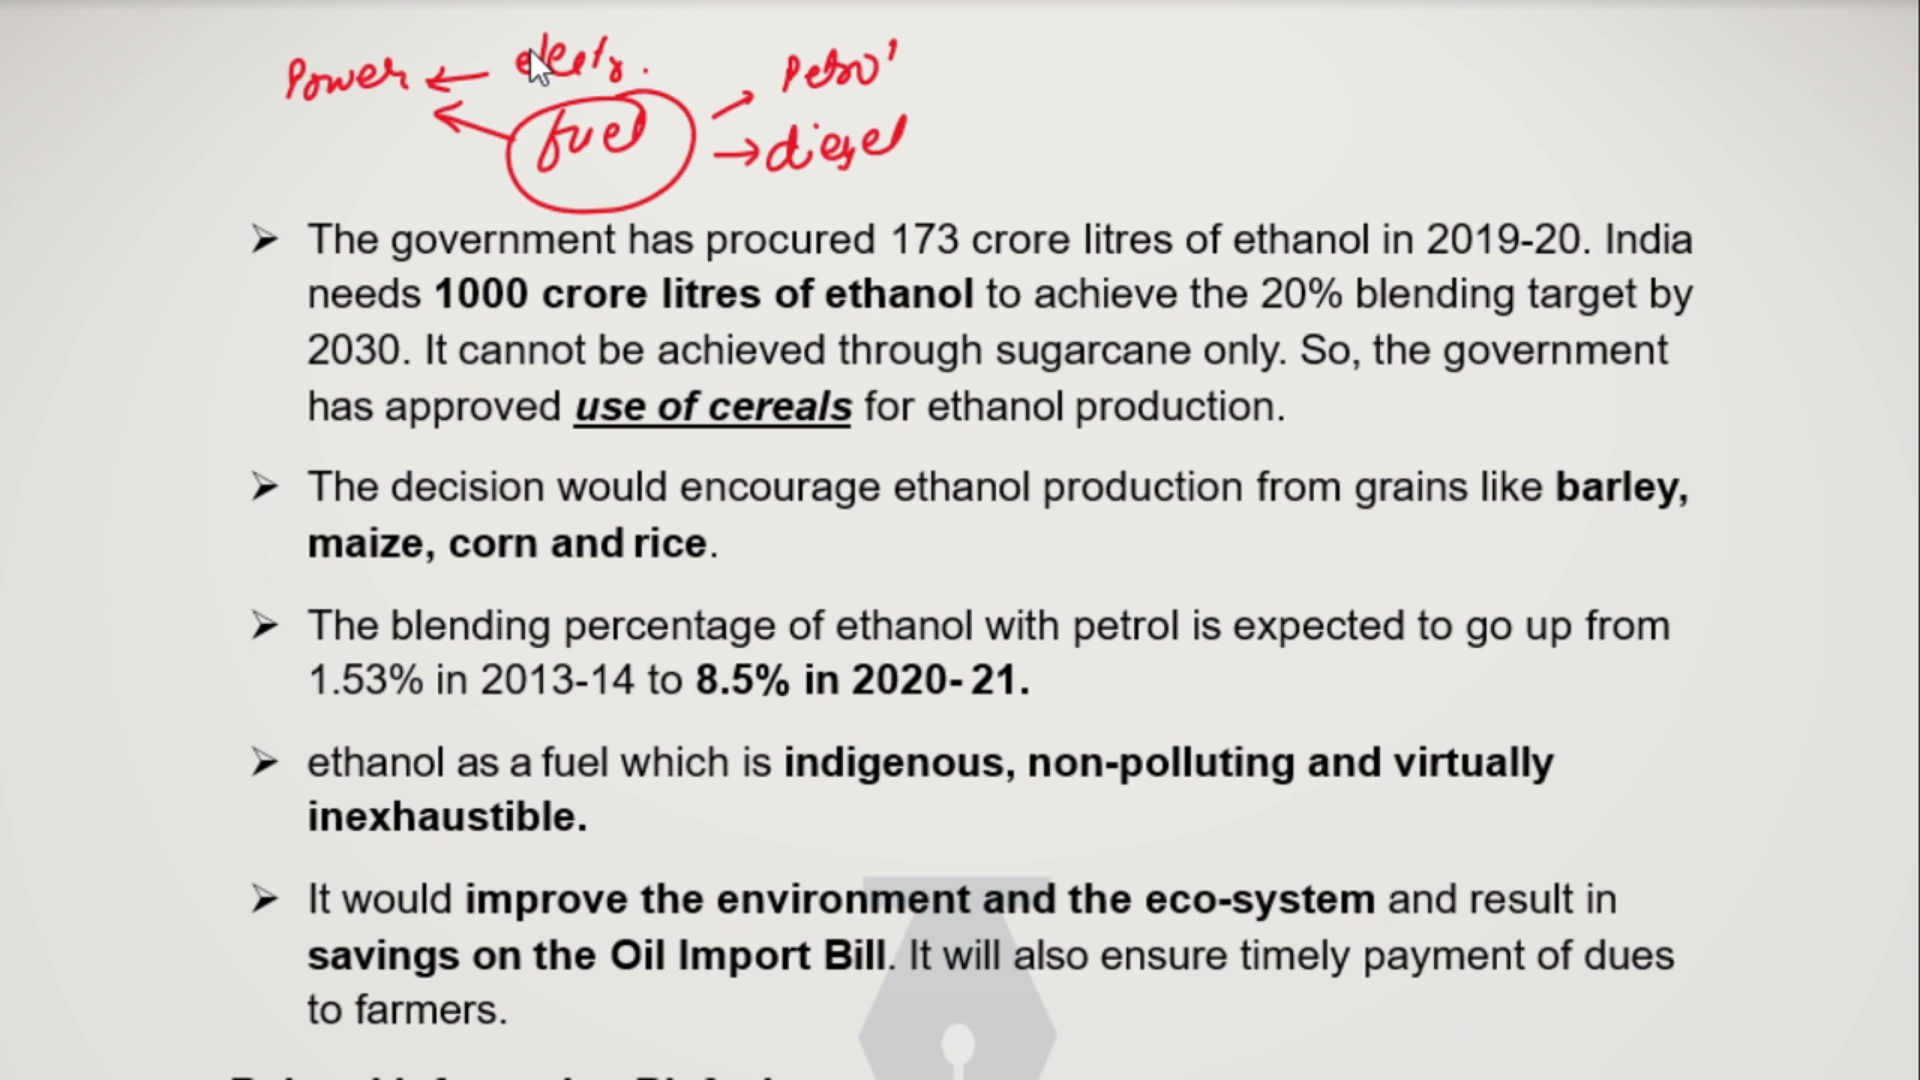 Power ← .
Petrol
fuel
→ diesel
➢ The government has procured 173 crore litres of ethanol in 2019-20. India
needs 1000 crore litres of ethanol to achieve the 20% blending target by
2030. It cannot be achieved through sugarcane only. So, the government
has approved use of cereals for ethanol production.
➢ The decision would encourage ethanol production from grains like barley,
maize, corn and rice.
➢ The blending percentage of ethanol with petrol is expected to go up from
1.53% in 2013-14 to 8.5% in 2020-21.
➢ ethanol as a fuel which is indigenous, non-polluting and virtually
inexhaustible.
➢ It would improve the environment and the eco-system and result in
savings on the Oil Import Bill. It will also ensure timely payment of dues
to farmers.